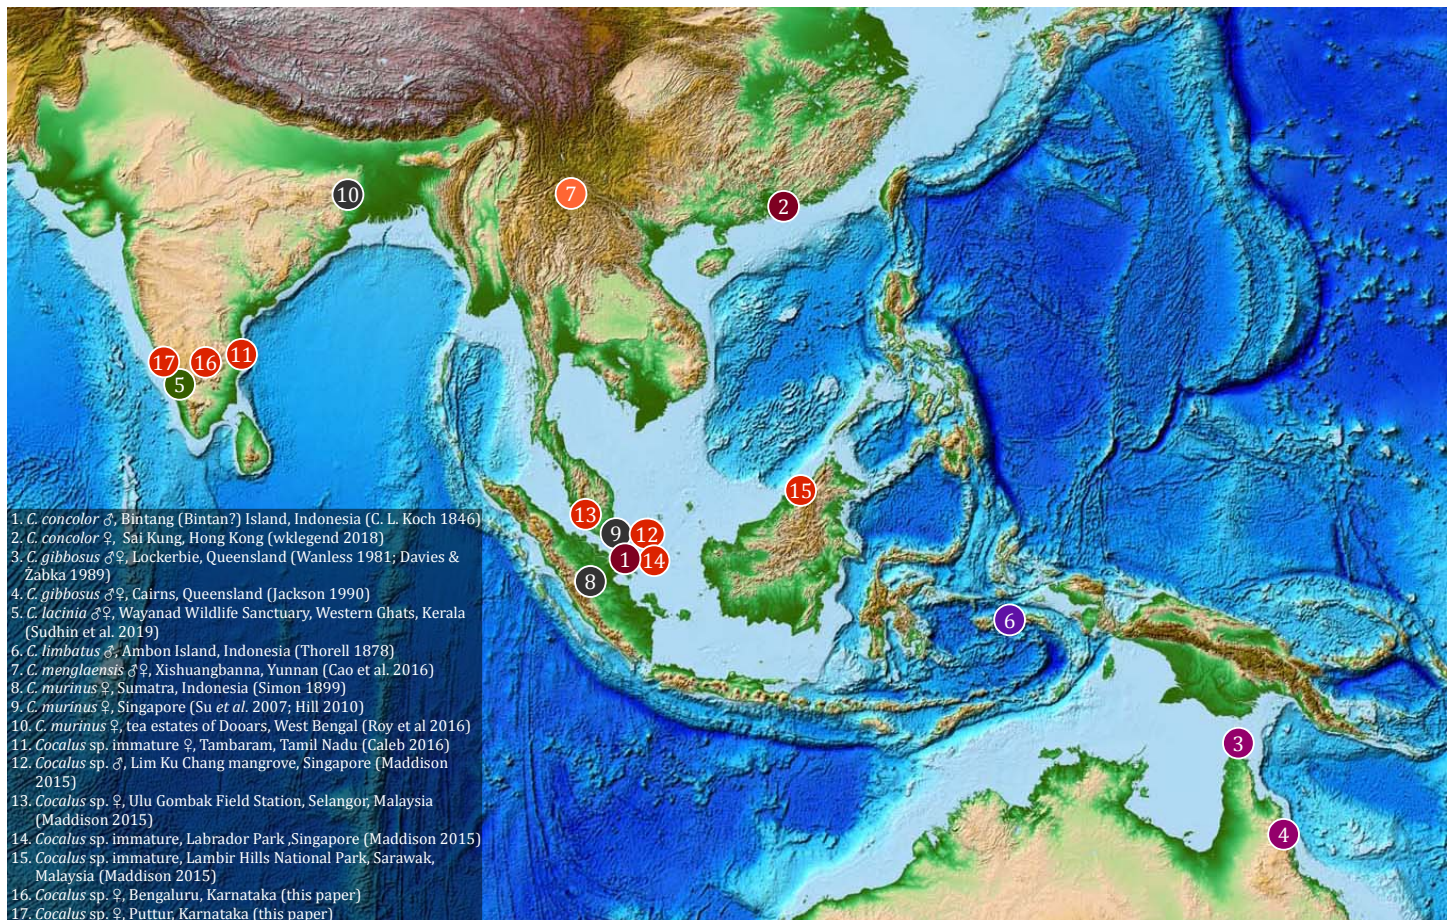 10
7
2
17
16
11
5
15
13
9
12
1
14
8
6
3
4
1. C. concolor ♂, Bintang (Bintan?) Island, Indonesia (C. L. Koch 1846)
2. C. concolor ♀, Sai Kung, Hong Kong (wklegend 2018)
3. C. gibbosus ♂♀, Lockerbie, Queensland (Wanless 1981; Davies &
Żabka 1989)
4. C. gibbosus ♂♀, Cairns, Queensland (Jackson 1990)
5. C. lacinia ♂♀, Wayanad Wildlife Sanctuary, Western Ghats, Kerala
(Sudhin et al. 2019)
6. C. limbatus ♂, Ambon Island, Indonesia (Thorell 1878)
7. C. menglaensis ♂♀, Xishuangbanna, Yunnan (Cao et al. 2016)
8. C. murinus ♀, Sumatra, Indonesia (Simon 1899)
9. C. murinus ♀, Singapore (Su et al. 2007; Hill 2010)
10. C. murinus ♀, tea estates of Dooars, West Bengal (Roy et al 2016)
11. Cocalus sp. immature ♀, Tambaram, Tamil Nadu (Caleb 2016)
12. Cocalus sp. ♂, Lim Ku Chang mangrove, Singapore (Maddison
2015)
13. Cocalus sp. ♀, Ulu Gombak Field Station, Selangor, Malaysia
(Maddison 2015)
14. Cocalus sp. immature, Labrador Park ,Singapore (Maddison 2015)
15. Cocalus sp. immature, Lambir Hills National Park, Sarawak,
Malaysia (Maddison 2015)
16. Cocalus sp. ♀, Bengaluru, Karnataka (this paper)
17. Cocalus sp. ♀, Puttur, Karnataka (this paper)